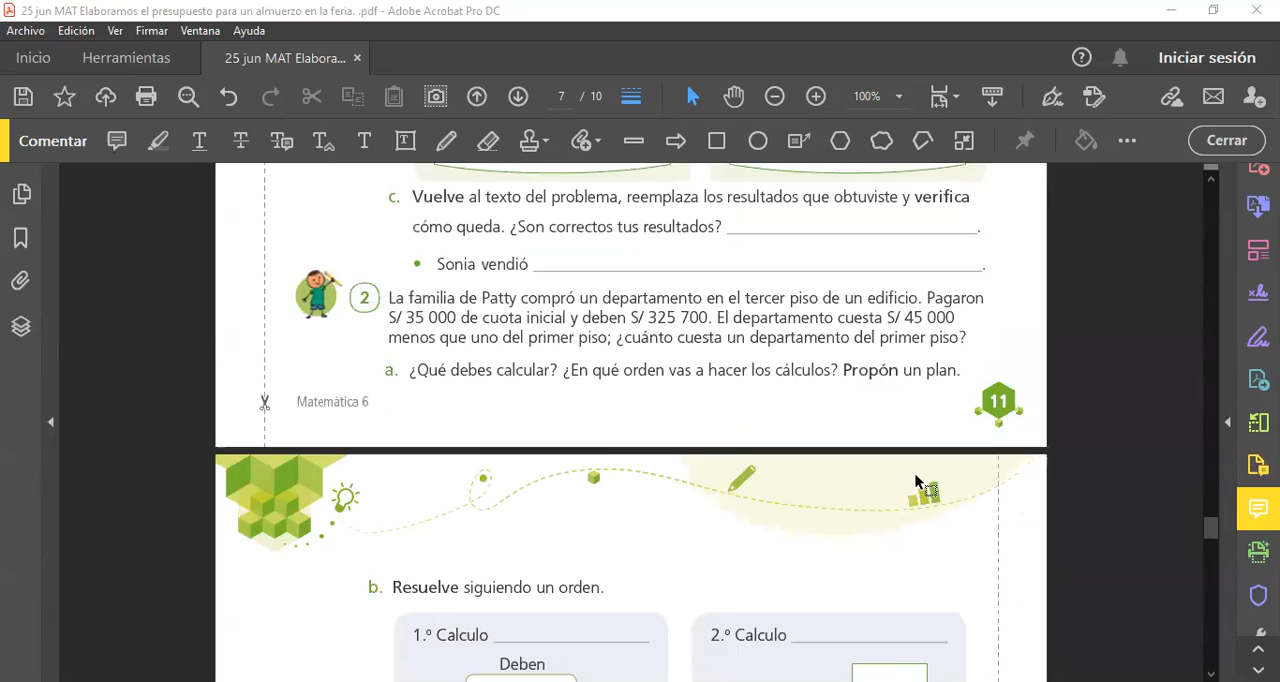 25 jun MAT Elaboramos el presupuesto para un almuerzo en la feria. .pdf - Adobe Acrobat Pro DC
Archivo Edición Ver Firmar Ventana Ayuda
Inicio Herramientas 25 jun MAT Elabora... × Iniciar sesión
7 / 10 100%
Comentar Cerrar
c. Vuelve al texto del problema, reemplaza los resultados que obtuviste y verifica
cómo queda. ¿Son correctos tus resultados? ____________________.
• Sonia vendió ____________________.
2 La familia de Patty compró un departamento en el tercer piso de un edificio. Pagaron
S/ 35 000 de cuota inicial y deben S/ 325 700. El departamento cuesta S/ 45 000
menos que uno del primer piso; ¿cuánto cuesta un departamento del primer piso?
a. ¿Qué debes calcular? ¿En qué orden vas a hacer los cálculos? Propón un plan.
Matemática 6 11
b. Resuelve siguiendo un orden.
1.º Calculo ____________________ 2.º Calculo ____________________
Deben